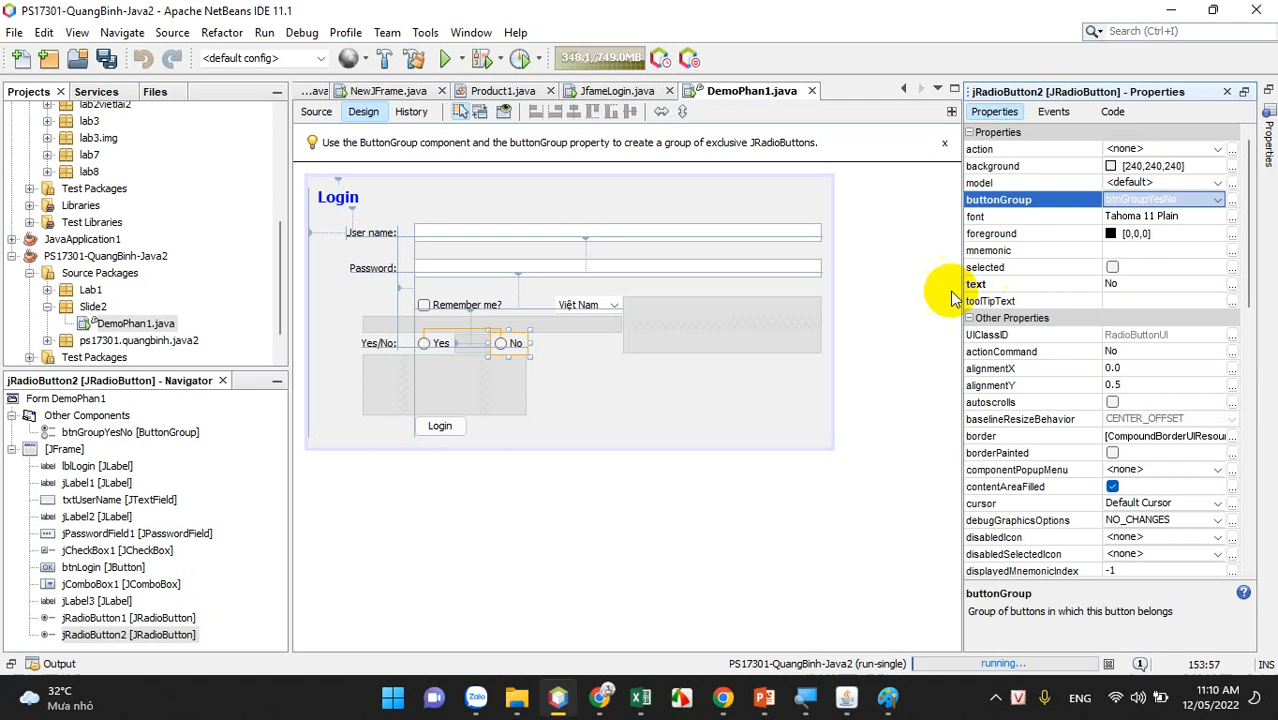 PS17301-QuangBinh-Java2 - Apache NetBeans IDE 11.1
File Edit View Navigate Source Refactor Run Debug Profile Team Tools Window Help
Search (Ctrl+I)
<default config>
348.1/749.0MB
Projects
Services
Files
...ava
NewJFrame.java
Product1.java
JfameLogin.java
DemoPhan1.java
jRadioButton2 [JRadioButton] - Properties
Properties
Source
Design
History
Properties
Events
Code
lab2vietlai2
lab3
lab3.img
lab7
lab8
Test Packages
Libraries
Test Libraries
JavaApplication1
PS17301-QuangBinh-Java2
Source Packages
Lab1
Slide2
DemoPhan1.java
ps17301.quangbinh.java2
Test Packages
jRadioButton2 [JRadioButton] - Navigator
Form DemoPhan1
Other Components
btnGroupYesNo [ButtonGroup]
[JFrame]
lblLogin [JLabel]
jLabel1 [JLabel]
txtUserName [JTextField]
jLabel2 [JLabel]
jPasswordField1 [JPasswordField]
jCheckBox1 [JCheckBox]
btnLogin [JButton]
jComboBox1 [JComboBox]
jLabel3 [JLabel]
jRadioButton1 [JRadioButton]
jRadioButton2 [JRadioButton]
Output
Use the ButtonGroup component and the buttonGroup property to create a group of exclusive JRadioButtons.
Login
User name:
Password:
Remember me?
Việt Nam
Yes/No:
Yes
No
Login
Properties
action <none>
background [240,240,240]
model <default>
buttonGroup btnGroupYesNo
font Tahoma 11 Plain
foreground [0,0,0]
mnemonic
selected
text No
toolTipText
Other Properties
UIClassID RadioButtonUI
actionCommand No
alignmentX 0.0
alignmentY 0.5
autoscrolls
baselineResizeBehavior CENTER_OFFSET
border [CompoundBorderUIResour
borderPainted
componentPopupMenu <none>
contentAreaFilled
cursor Default Cursor
debugGraphicsOptions NO_CHANGES
disabledIcon <none>
disabledSelectedIcon <none>
displayedMnemonicIndex -1
buttonGroup
Group of buttons in which this button belongs
Properties
PS17301-QuangBinh-Java2 (run-single)
running...
1
153:57
INS
32°C
Mưa nhỏ
ENG
11:10 AM
12/05/2022